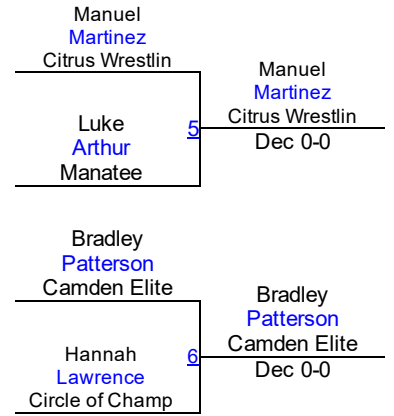 Manuel
Martinez
Citrus Wrestlin
Luke
Arthur
Manatee
5
Manuel
Martinez
Citrus Wrestlin
Dec 0-0
Bradley
Patterson
Camden Elite
Hannah
Lawrence
Circle of Champ
6
Bradley
Patterson
Camden Elite
Dec 0-0